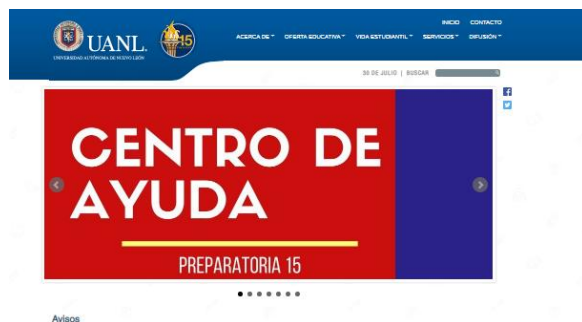 INICIO CONTACTO
UANL.
UNIVERSIDAD AUTÓNOMA DE NUEVO LEÓN
15
ACERCA DE OFERTA EDUCATIVA VIDA ESTUDIANTIL SERVICIOS DIFUSIÓN
30 DE JULIO | BUSCAR
CENTRO DE
AYUDA
PREPARATORIA 15
Avisos